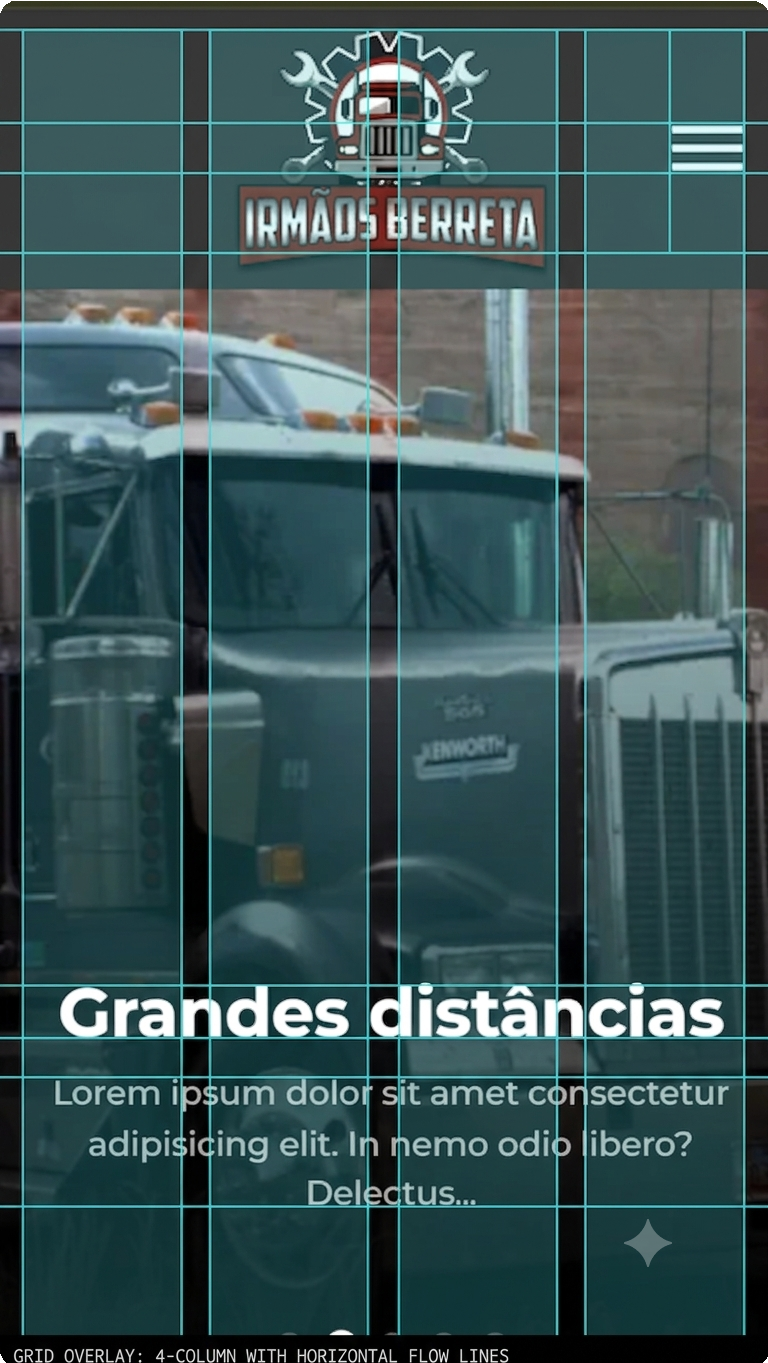 IRMÃOS BERRETA
KENWORTH
Grandes distâncias
Lorem ipsum dolor sit amet consectetur
adipisicing elit. In nemo odio libero?
Delectus...
GRID OVERLAY: 4-COLUMN WITH HORIZONTAL FLOW LINES